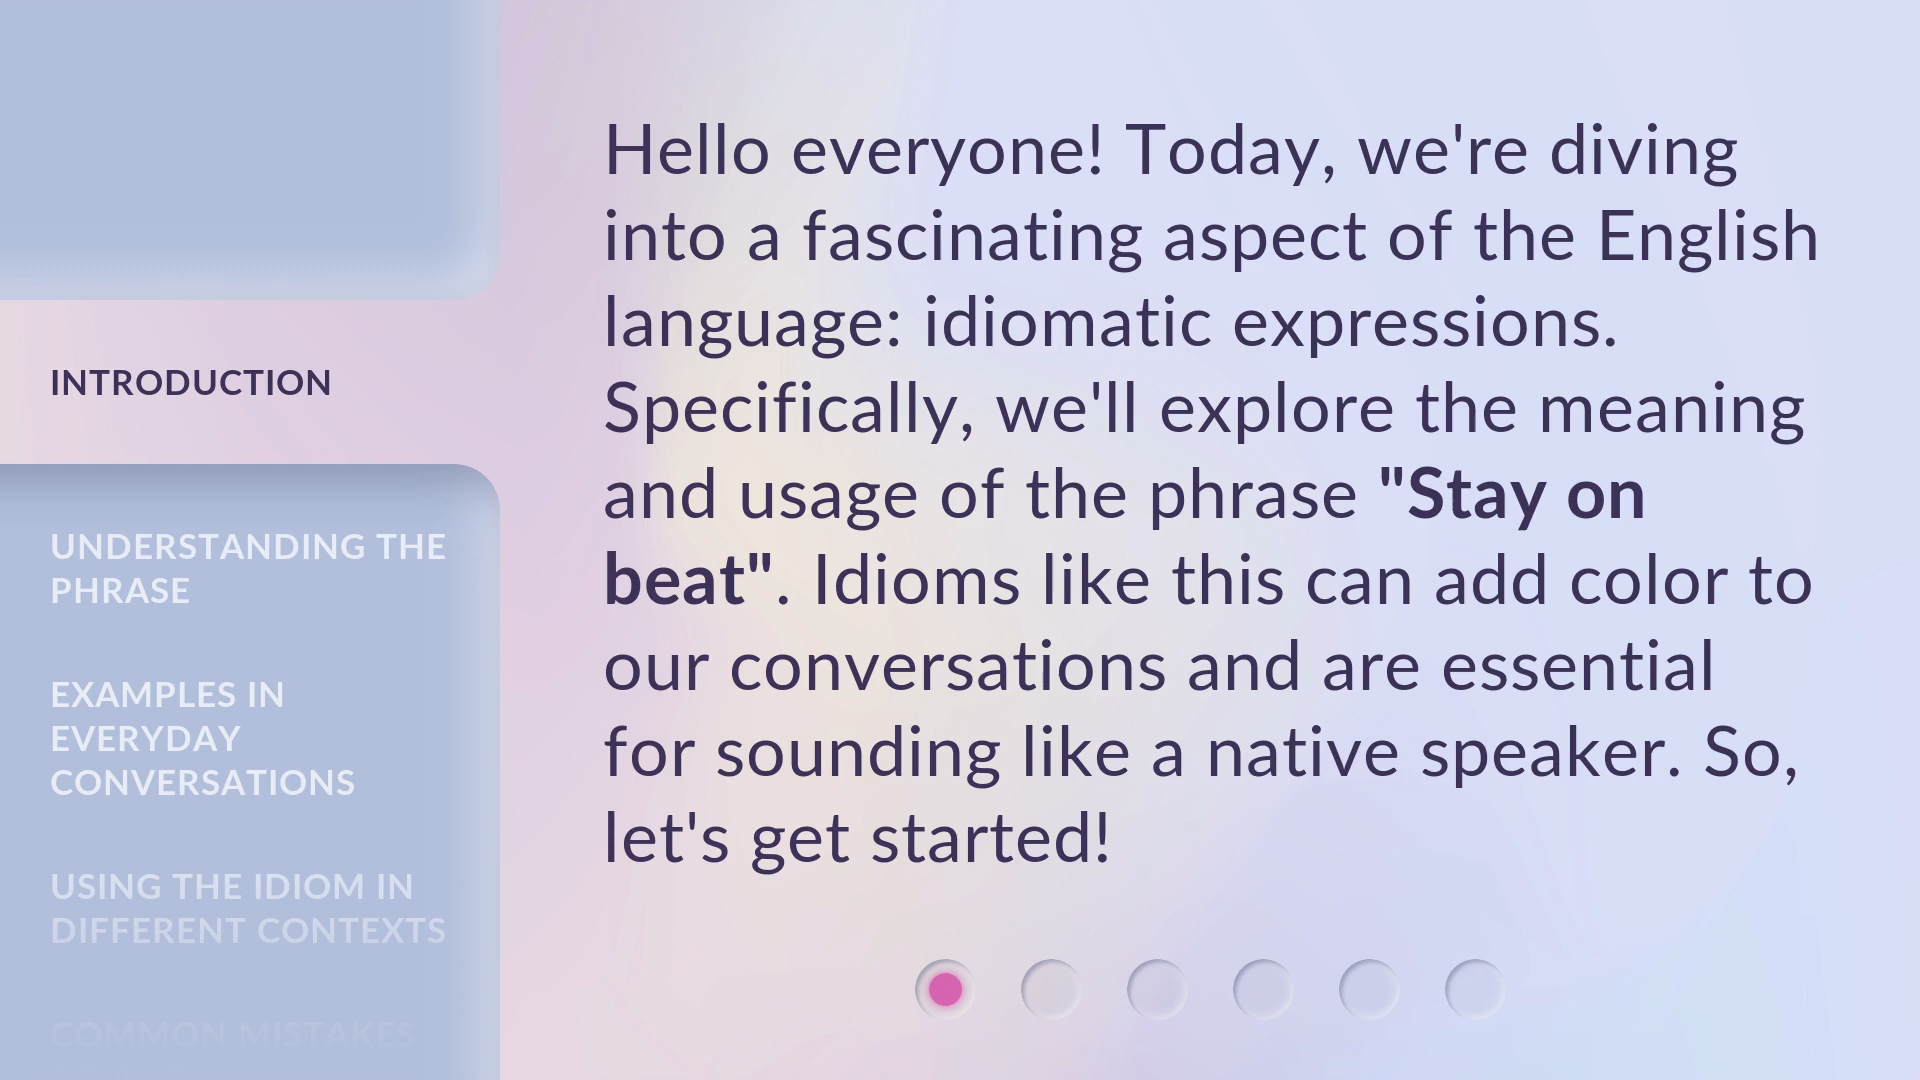 INTRODUCTION
UNDERSTANDING THE
PHRASE
EXAMPLES IN
EVERYDAY
CONVERSATIONS
USING THE IDIOM IN
DIFFERENT CONTEXTS
COMMON MISTAKES
Hello everyone! Today, we're diving
into a fascinating aspect of the English
language: idiomatic expressions.
Specifically, we'll explore the meaning
and usage of the phrase "Stay on
beat". Idioms like this can add color to
our conversations and are essential
for sounding like a native speaker. So,
let's get started!